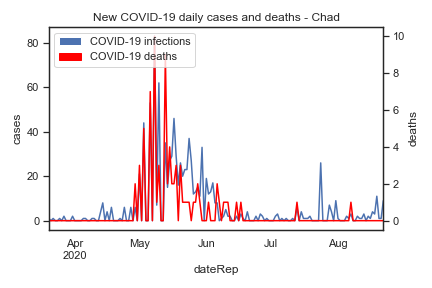 New COVID-19 daily cases and deaths - Chad
COVID-19 infections
COVID-19 deaths
cases
80
60
40
20
0
deaths
10
8
6
4
2
0
Apr
2020
May
Jun
Jul
Aug
dateRep